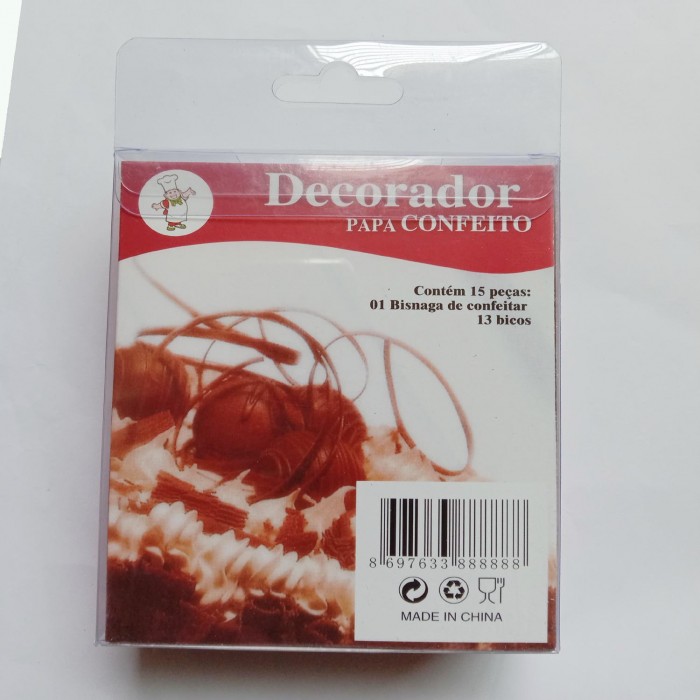 Decorador
PAPA CONFEITO
Contém 15 peças:
01 Bisnaga de confeitar
13 bicos
8 697633 888888
MADE IN CHINA